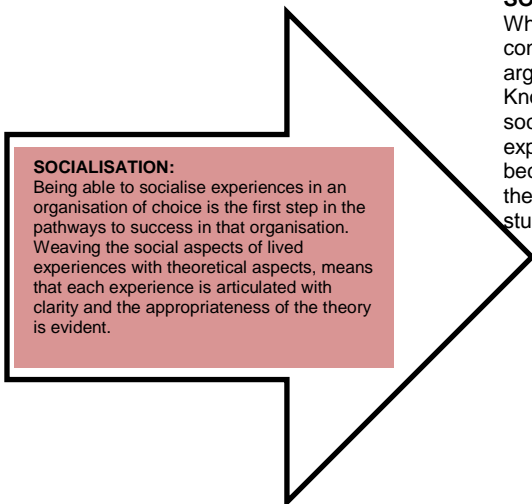 SOCIALISATION:
Being able to socialise experiences in an
organisation of choice is the first step in the
pathways to success in that organisation.
Weaving the social aspects of lived
experiences with theoretical aspects, means
that each experience is articulated with
clarity and the appropriateness of the theory
is evident.